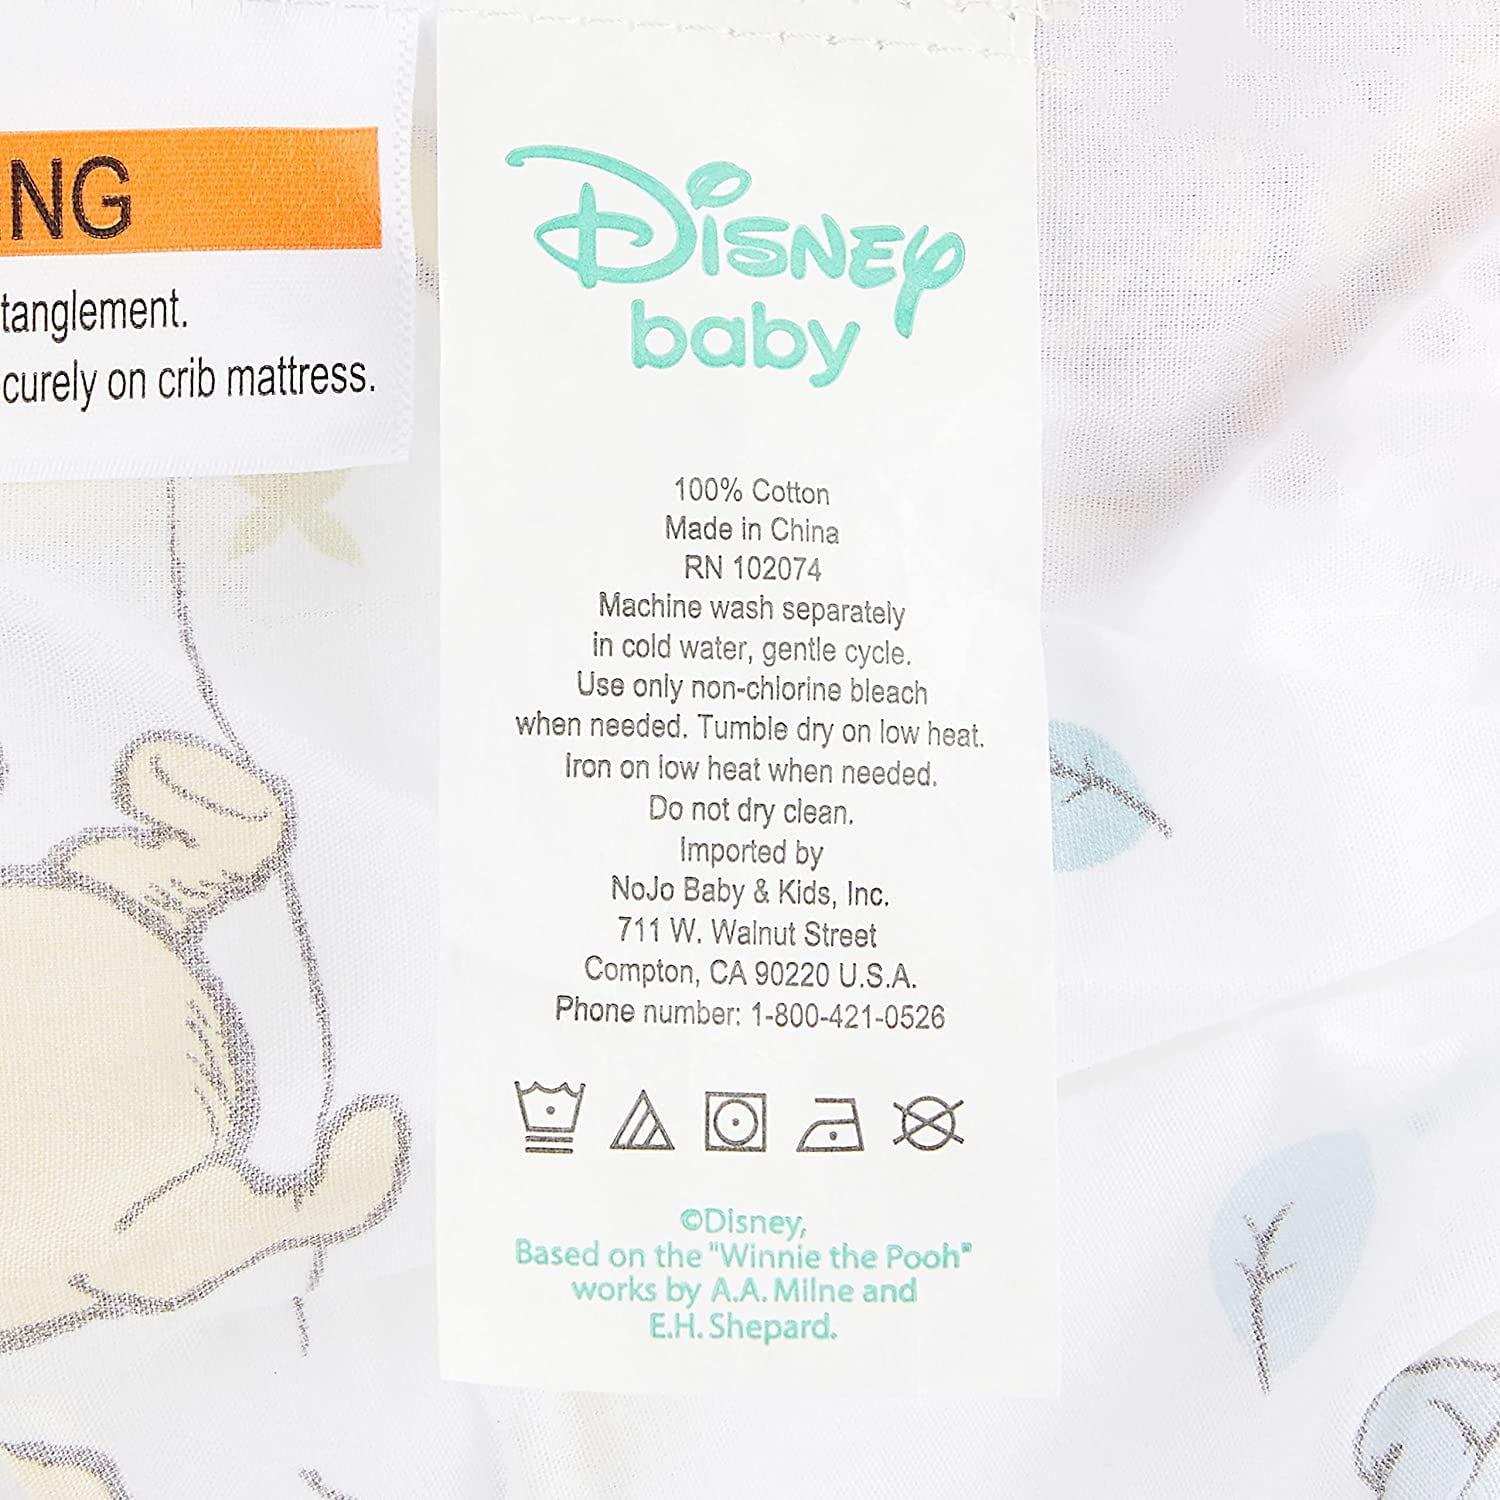 NG
tanglement.
curely on crib mattress.
Disney
baby
100% Cotton
Made in China
RN 102074
Machine wash separately
in cold water, gentle cycle.
Use only non-chlorine bleach
when needed. Tumble dry on low heat.
Iron on low heat when needed.
Do not dry clean.
Imported by
NoJo Baby & Kids, Inc.
711 W. Walnut Street
Compton, CA 90220 U.S.A.
Phone number: 1-800-421-0526
©Disney,
Based on the "Winnie the Pooh"
works by A.A. Milne and
E.H. Shepard.